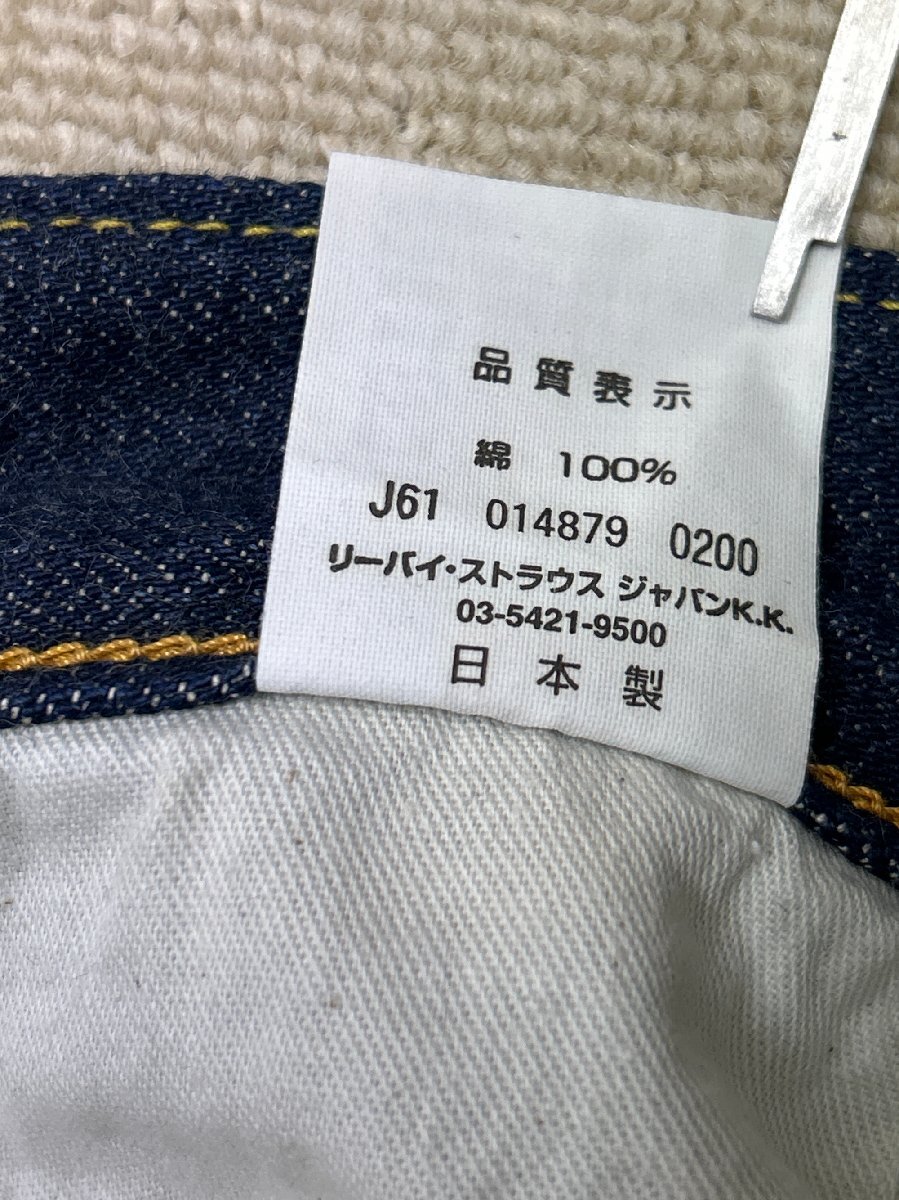 品質表示
綿 100%
J61 014879 0200
リーバイ・ストラウス ジャパンK.K.
03-5421-9500
日本製